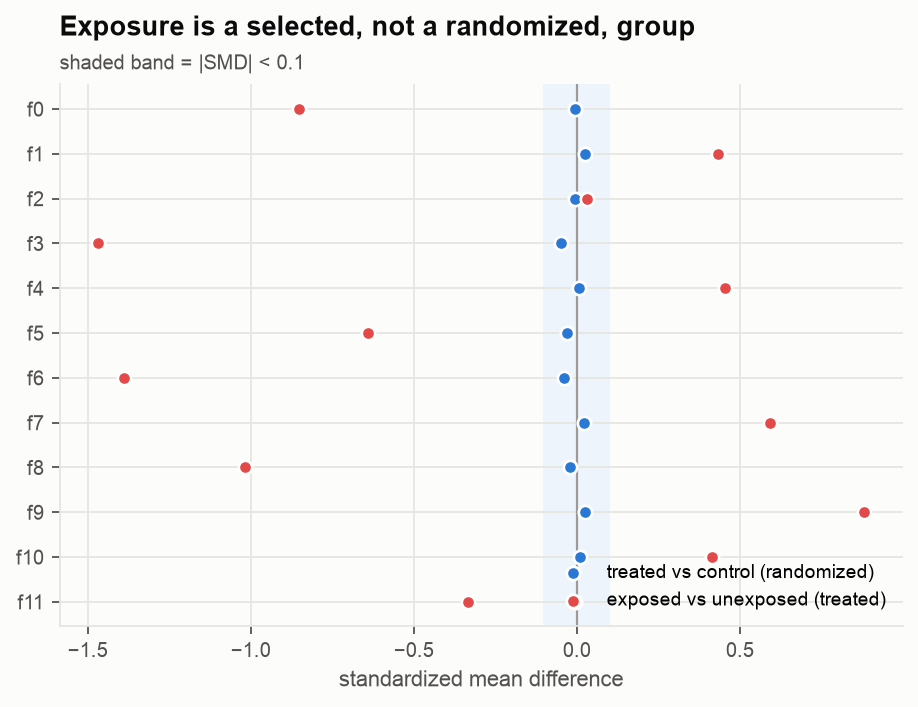 Exposure is a selected, not a randomized, group
shaded band = |SMD| < 0.1
f0
f1
f2
f3
f4
f5
f6
f7
f8
f9
f10
treated vs control (randomized)
exposed vs unexposed (treated)
f11
−1.5 −1.0 −0.5 0.0 0.5
standardized mean difference